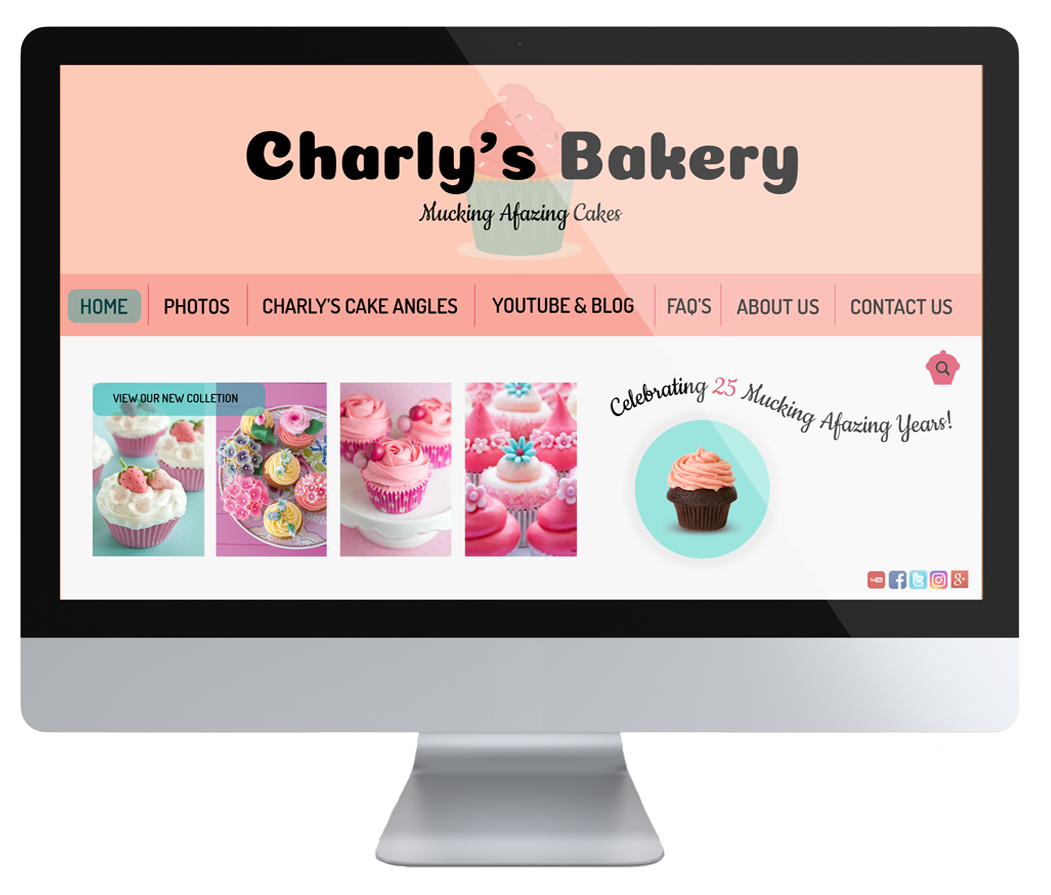 Charly's Bakery
Mucking Afazing Cakes
HOME PHOTOS CHARLY'S CAKE ANGLES YOUTUBE & BLOG FAQ'S ABOUT US CONTACT US
VIEW OUR NEW COLLETION
Celebrating 25 Mucking Afazing Years!
You
f t g+